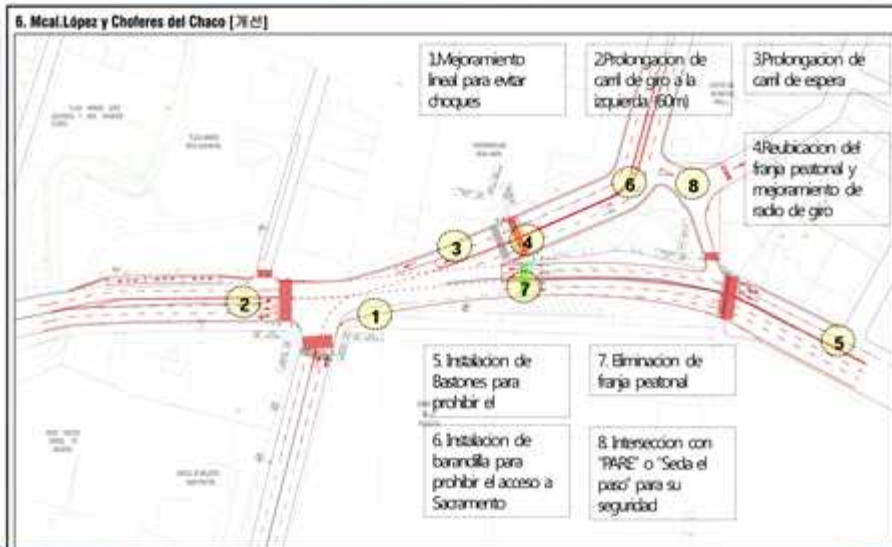 6. Mcal.López y Choferes del Chaco [개선]
1.Mejoramiento
lineal para evitar
choques
2.Prolongacion de
carril de giro a la
izquierda (60m)
3.Prolongacion de
carril de espera
4.Reubicacion del
franja peatonal y
mejoramiento de
radio de giro
6
8
4
3
7
2
1
5
5. Instalacion de
Bastones para
prohibir el
7. Eliminacion de
franja peatonal
6. Instalacion de
barandilla para
prohibir el acceso a
Sacramento
8. Interseccion con
"PARE" o "Seda el
paso" para su
seguridad